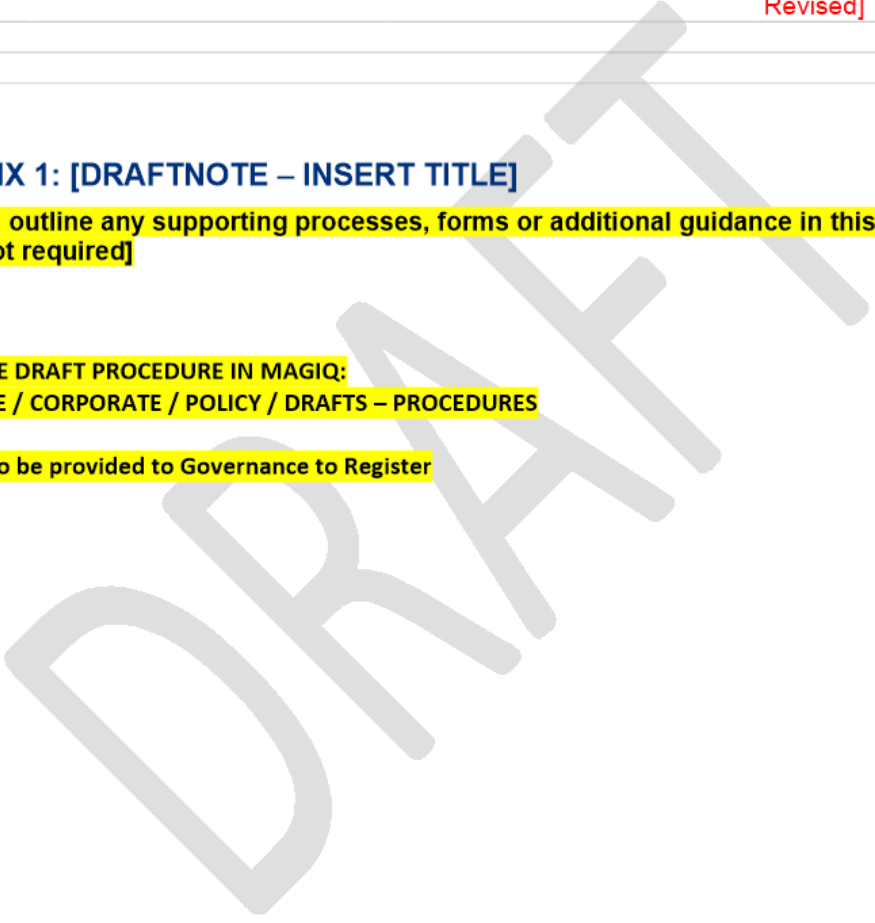 Revised]
IX 1: [DRAFTNOTE – INSERT TITLE]
outline any supporting processes, forms or additional guidance in this
ot required]
E DRAFT PROCEDURE IN MAGIQ:
E / CORPORATE / POLICY / DRAFTS – PROCEDURES
o be provided to Governance to Register
DRAFT